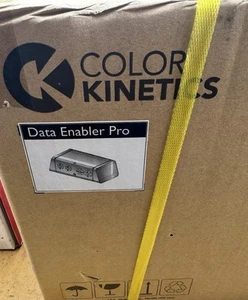 COLOR
KINETICS
Data Enabler Pro